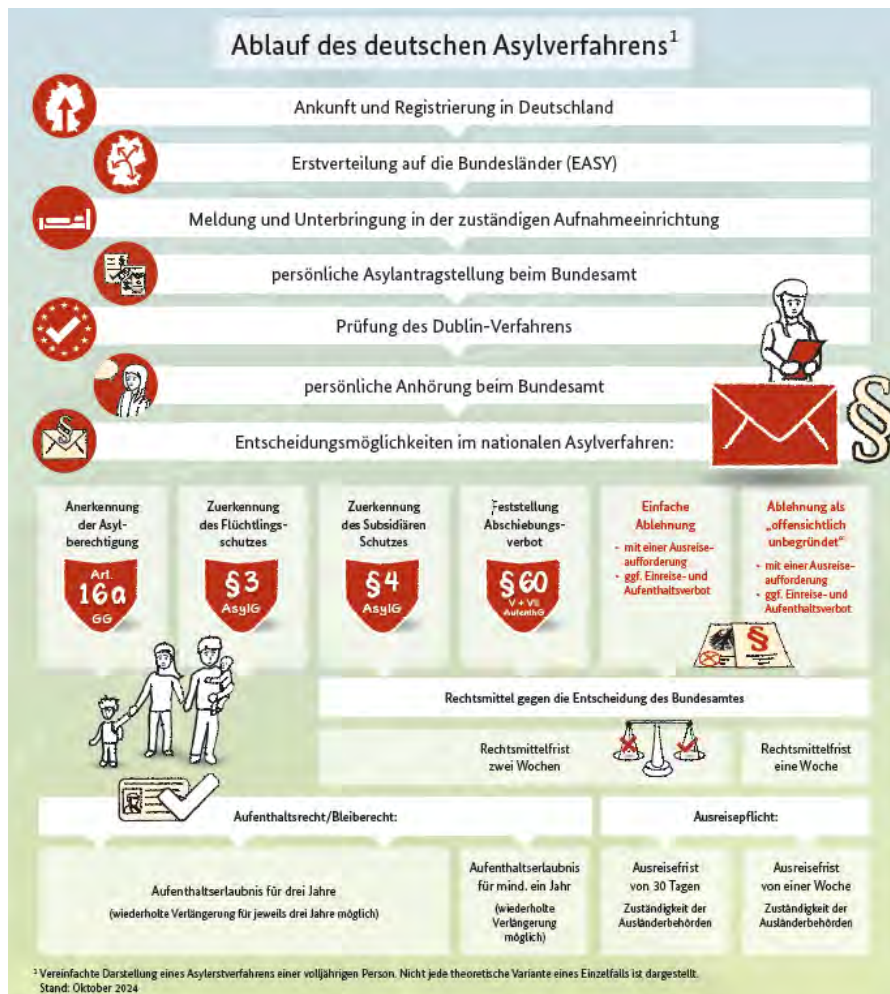 Ablauf des deutschen Asylverfahrens¹
Ankunft und Registrierung in Deutschland
Erstverteilung auf die Bundesländer (EASY)
Meldung und Unterbringung in der zuständigen Aufnahmeeinrichtung
persönliche Asylantragstellung beim Bundesamt
Prüfung des Dublin-Verfahrens
persönliche Anhörung beim Bundesamt
Entscheidungsmöglichkeiten im nationalen Asylverfahren:
§
§
Anerkennung
der Asyl-
berechtigung
Art.
16a
GG
Zuerkennung
des Flüchtlings-
schutzes
§ 3
AsylG
Zuerkennung
des Subsidiären
Schutzes
§ 4
AsylG
Feststellung
Abschiebungs-
verbot
§ 60
V + VII
AufenthG
Einfache
Ablehnung
- mit einer Ausreise-
aufforderung
- ggf. Einreise- und
Aufenthaltsverbot
Ablehnung als
„offensichtlich
unbegründet“
- mit einer Ausreise-
aufforderung
- ggf. Einreise- und
Aufenthaltsverbot
§
Rechtsmittel gegen die Entscheidung des Bundesamtes
Rechtsmittelfrist
zwei Wochen
Rechtsmittelfrist
eine Woche
Aufenthaltsrecht/Bleiberecht:
Ausreisepflicht:
Aufenthaltserlaubnis für drei Jahre
(wiederholte Verlängerung für jeweils drei Jahre möglich)
Aufenthaltserlaubnis
für mind. ein Jahr
(wiederholte
Verlängerung
möglich)
Ausreisefrist
von 30 Tagen
Zuständigkeit der
Ausländerbehörden
Ausreisefrist
von einer Woche
Zuständigkeit der
Ausländerbehörden
¹ Vereinfachte Darstellung eines Asylerstverfahrens einer volljährigen Person. Nicht jede theoretische Variante eines Einzelfalls ist dargestellt.
Stand: Oktober 2024